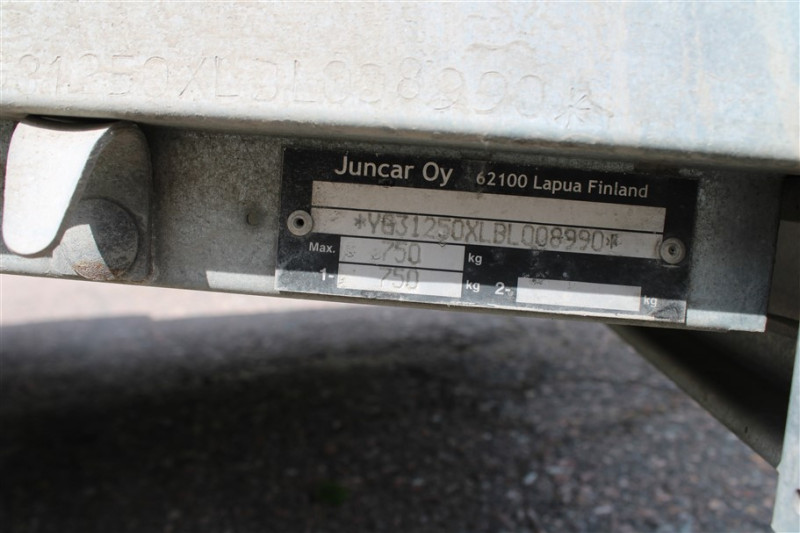 31250XLBL008990*
Juncar Oy 62100 Lapua Finland
*YG31250XLBL008990*
Max. 750 kg
1- 750 kg 2- kg